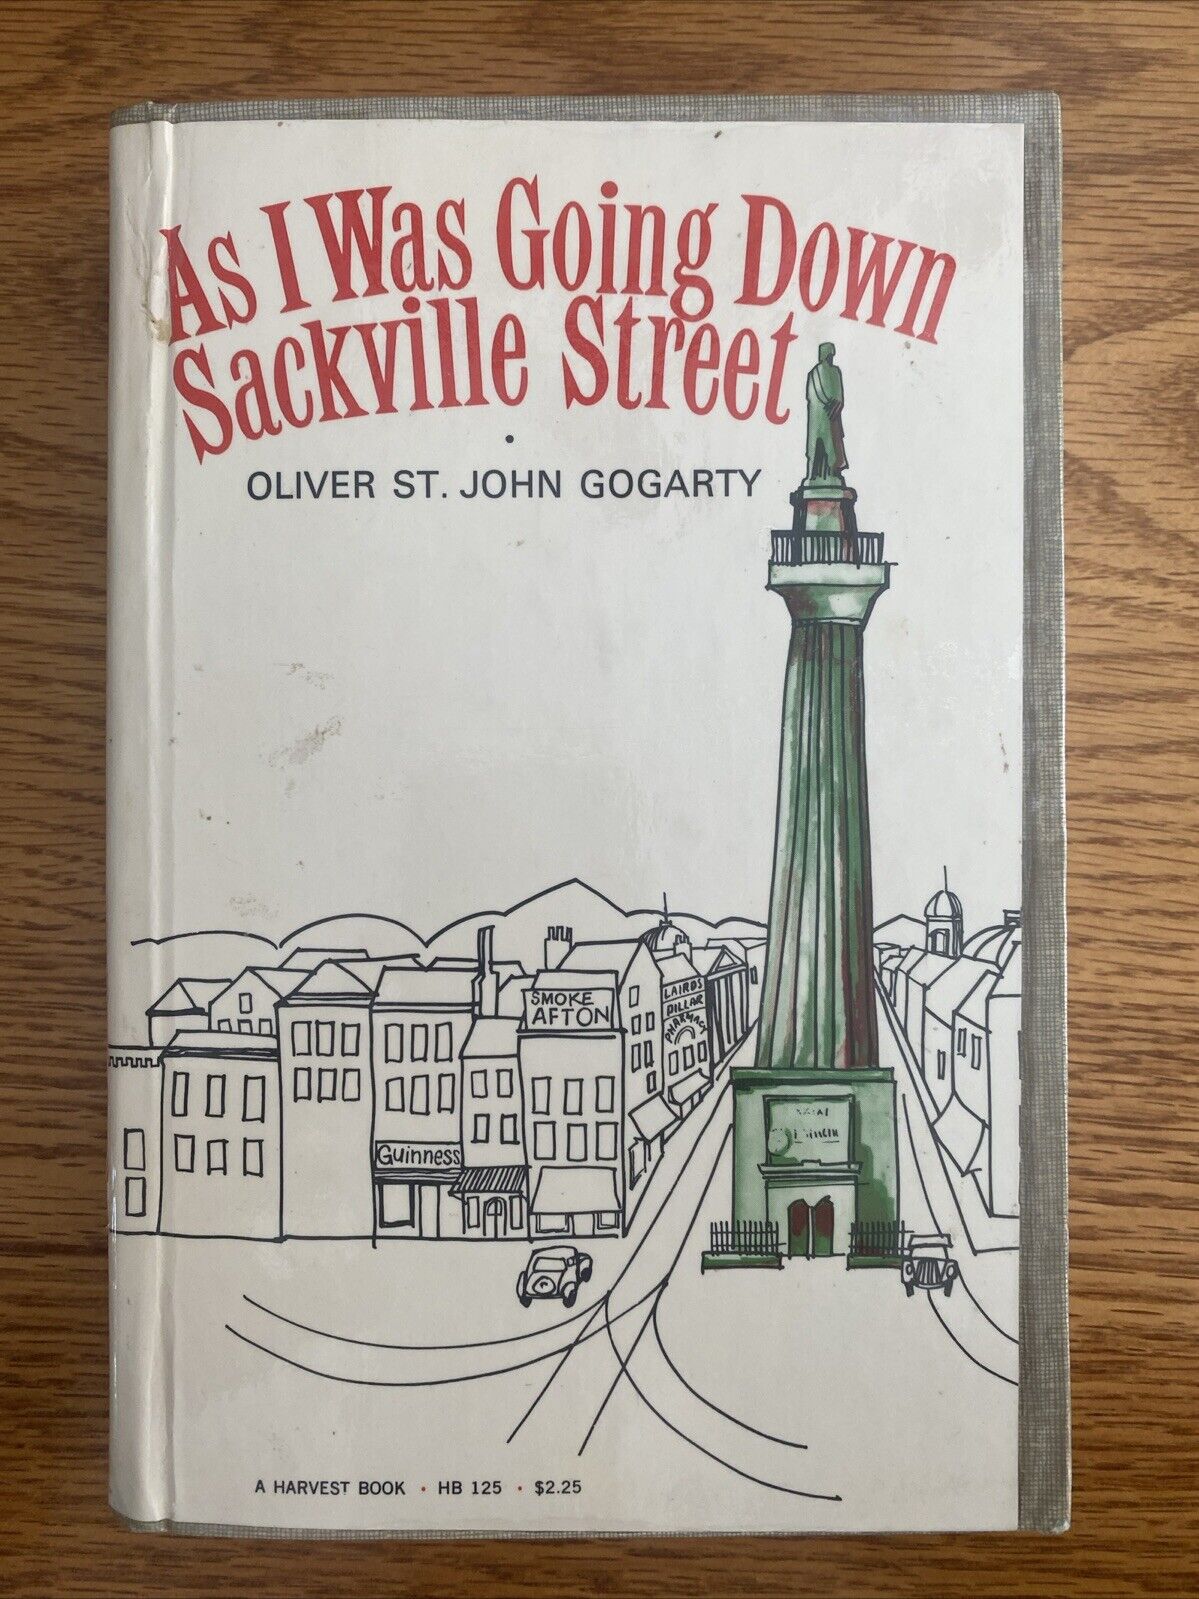 As I Was Going Down
Sackville Street
•
OLIVER ST. JOHN GOGARTY
SMOKE
AFTON
LAIRDS
PILLAR
PHARMACY
Guinness
A HARVEST BOOK • HB 125 • $2.25